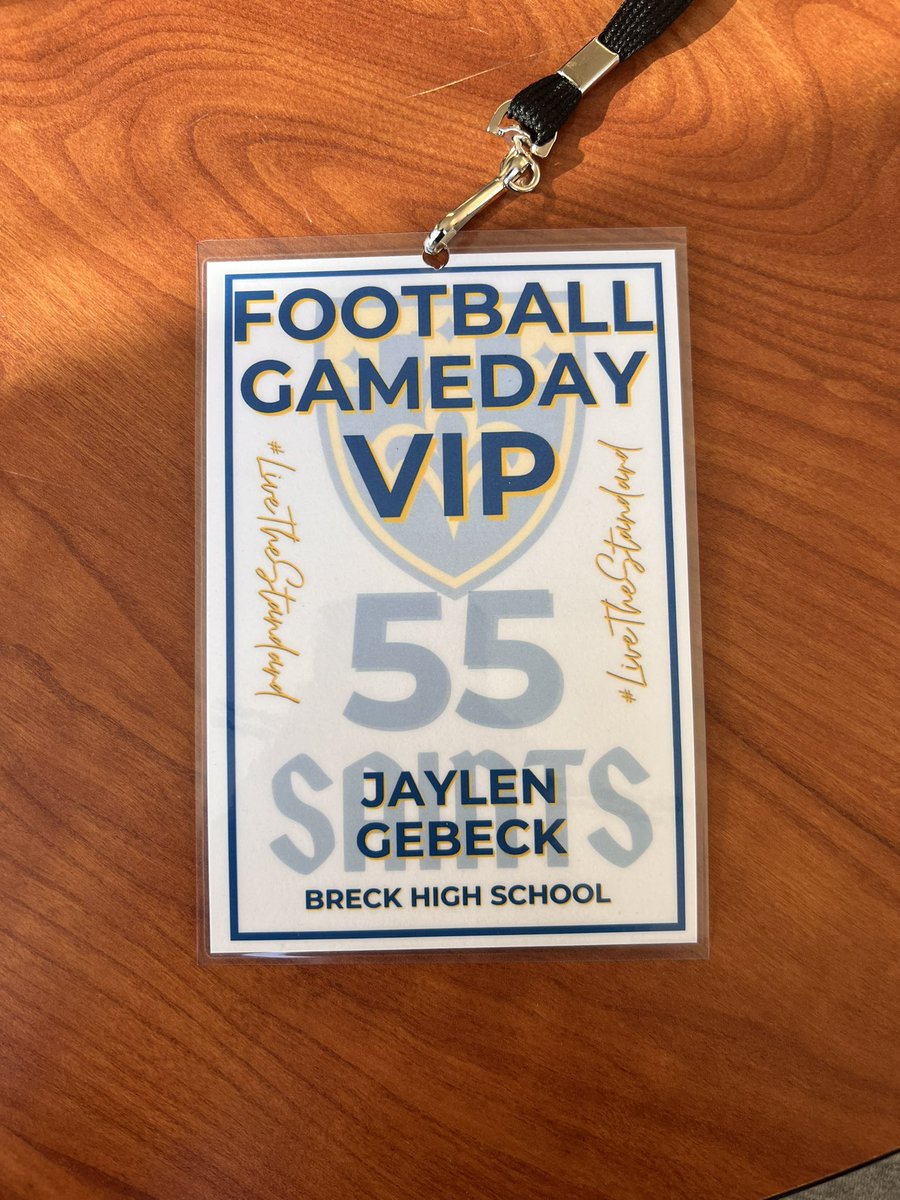 FOOTBALL
GAMEDAY
VIP
#LiveTheStandard
#LiveTheStandard
55
SAINTS
JAYLEN
GEBECK
BRECK HIGH SCHOOL